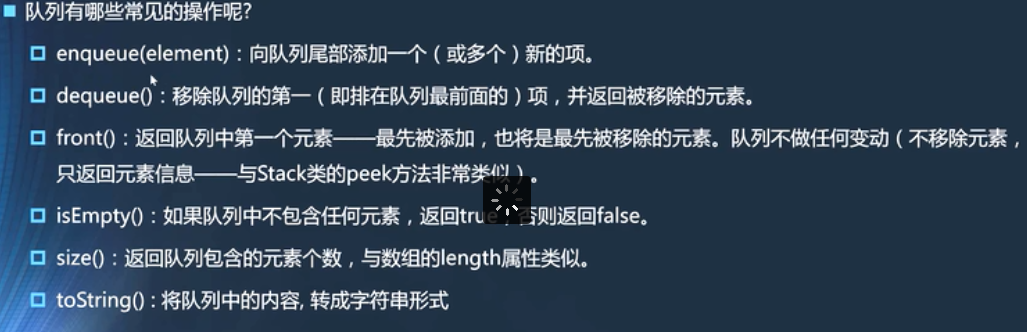 队列有哪些常见的操作呢?
enqueue(element)：向队列尾部添加一个（或多个）新的项。
dequeue()：移除队列的第一（即排在队列最前面的）项，并返回被移除的元素。
front()：返回队列中第一个元素——最先被添加，也将是最先被移除的元素。队列不做任何变动（不移除元素，
只返回元素信息——与Stack类的peek方法非常类似）。
isEmpty()：如果队列中不包含任何元素，返回true，否则返回false。
size()：返回队列包含的元素个数，与数组的length属性类似。
toString()：将队列中的内容, 转成字符串形式